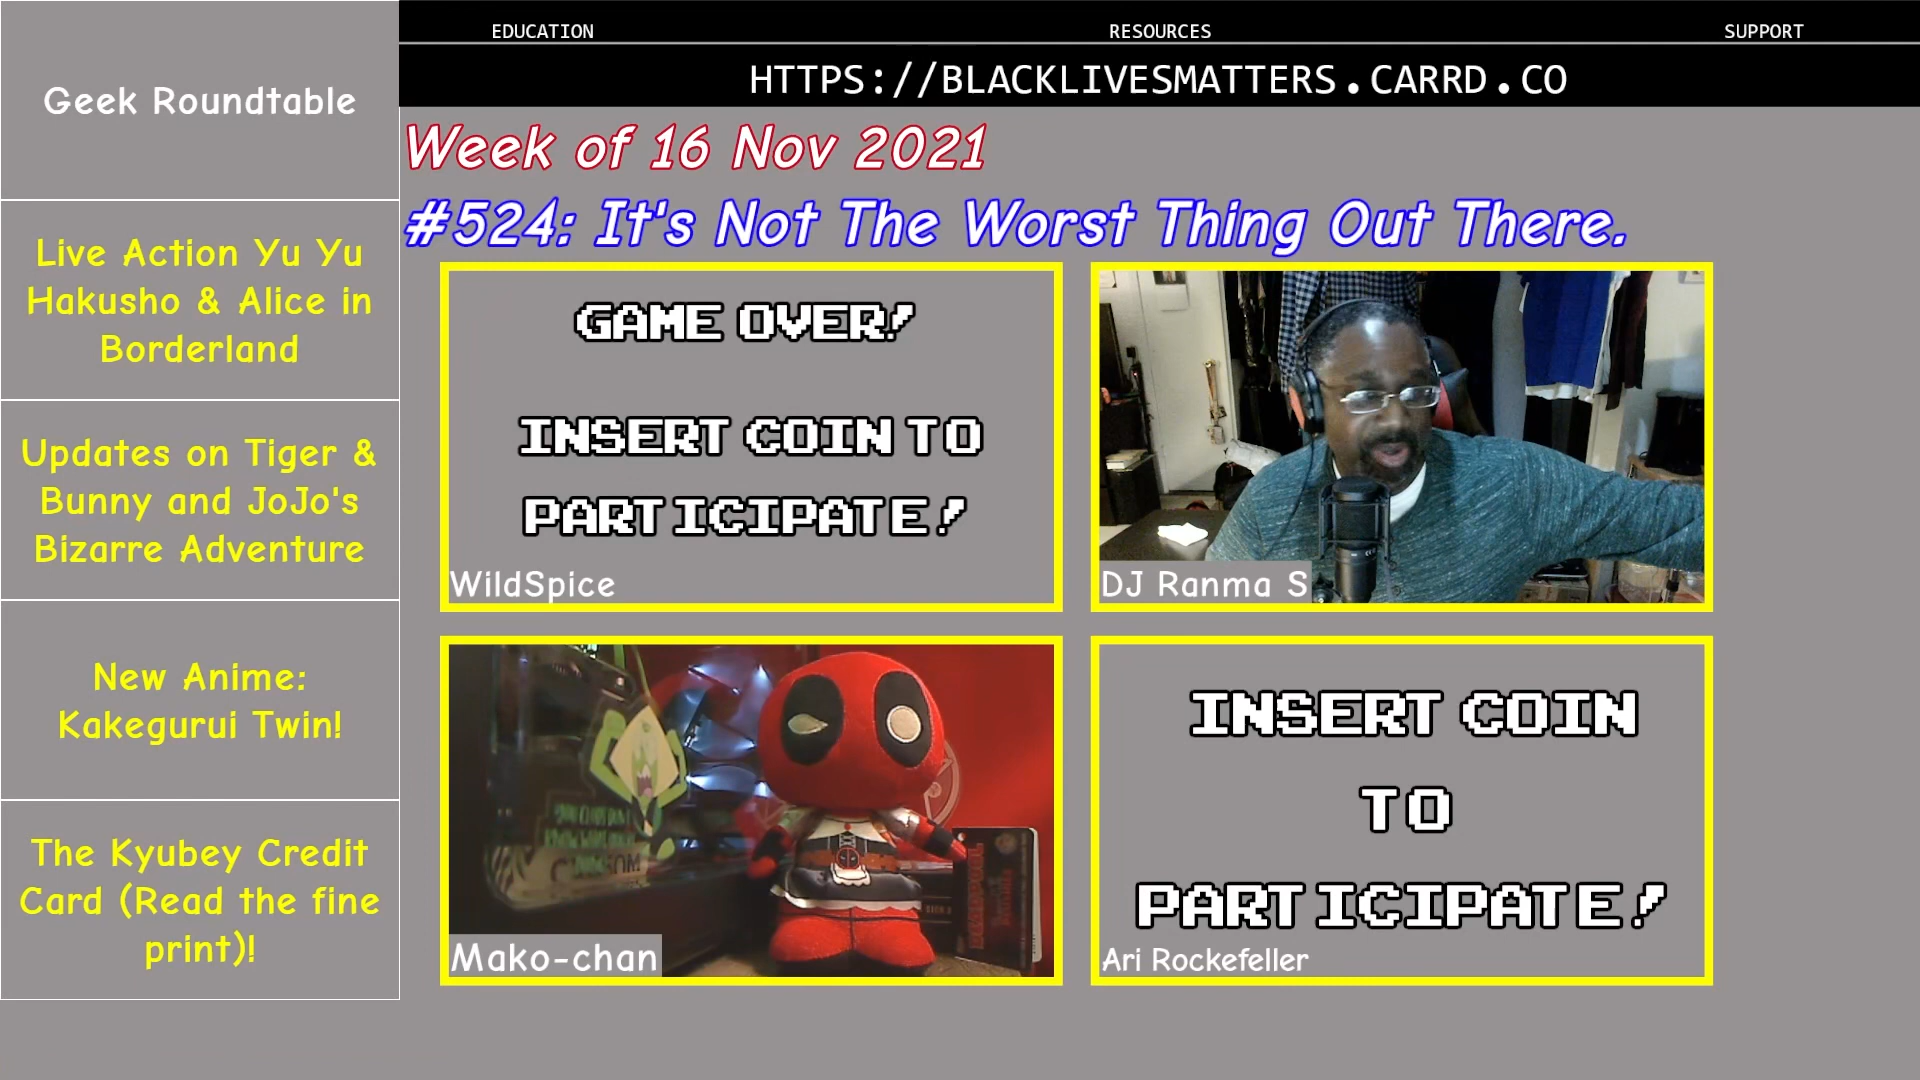 EDUCATION
RESOURCES
SUPPORT
HTTPS://BLACKLIVESMATTERS.CARRD.CO
Geek Roundtable
Live Action Yu Yu
Hakusho & Alice in
Borderland
Updates on Tiger &
Bunny and JoJo's
Bizarre Adventure
New Anime:
Kakegurui Twin!
The Kyubey Credit
Card (Read the fine
print)!
Week of 16 Nov 2021
#524: It's Not The Worst Thing Out There.
GAME OVER!
INSERT COIN TO
PARTICIPATE!
WildSpice
DJ Ranma S
DEADPOOL
Mako-chan
INSERT COIN
TO
PARTICIPATE!
Ari Rockefeller